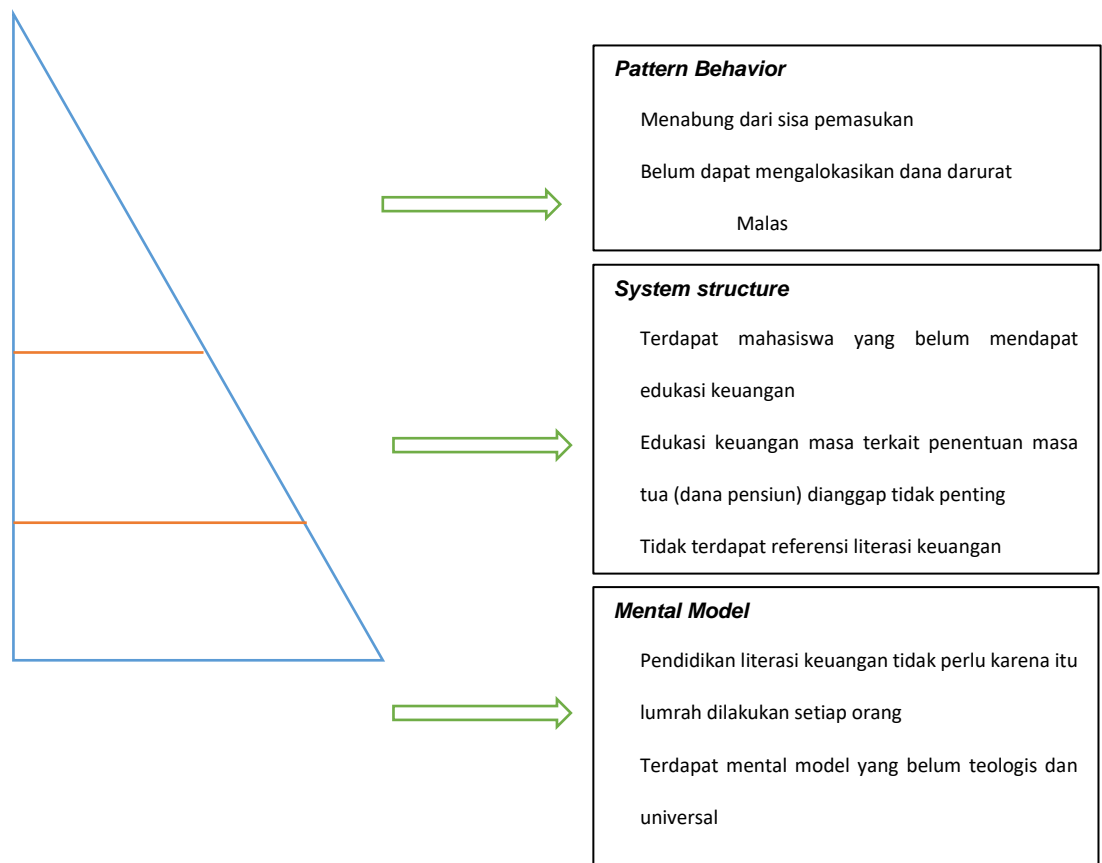 Pattern Behavior
Menabung dari sisa pemasukan
Belum dapat mengalokasikan dana darurat
Malas
System structure
Terdapat mahasiswa yang belum mendapat
edukasi keuangan
Edukasi keuangan masa terkait penentuan masa
tua (dana pensiun) dianggap tidak penting
Tidak terdapat referensi literasi keuangan
Mental Model
Pendidikan literasi keuangan tidak perlu karena itu
lumrah dilakukan setiap orang
Terdapat mental model yang belum teologis dan
universal